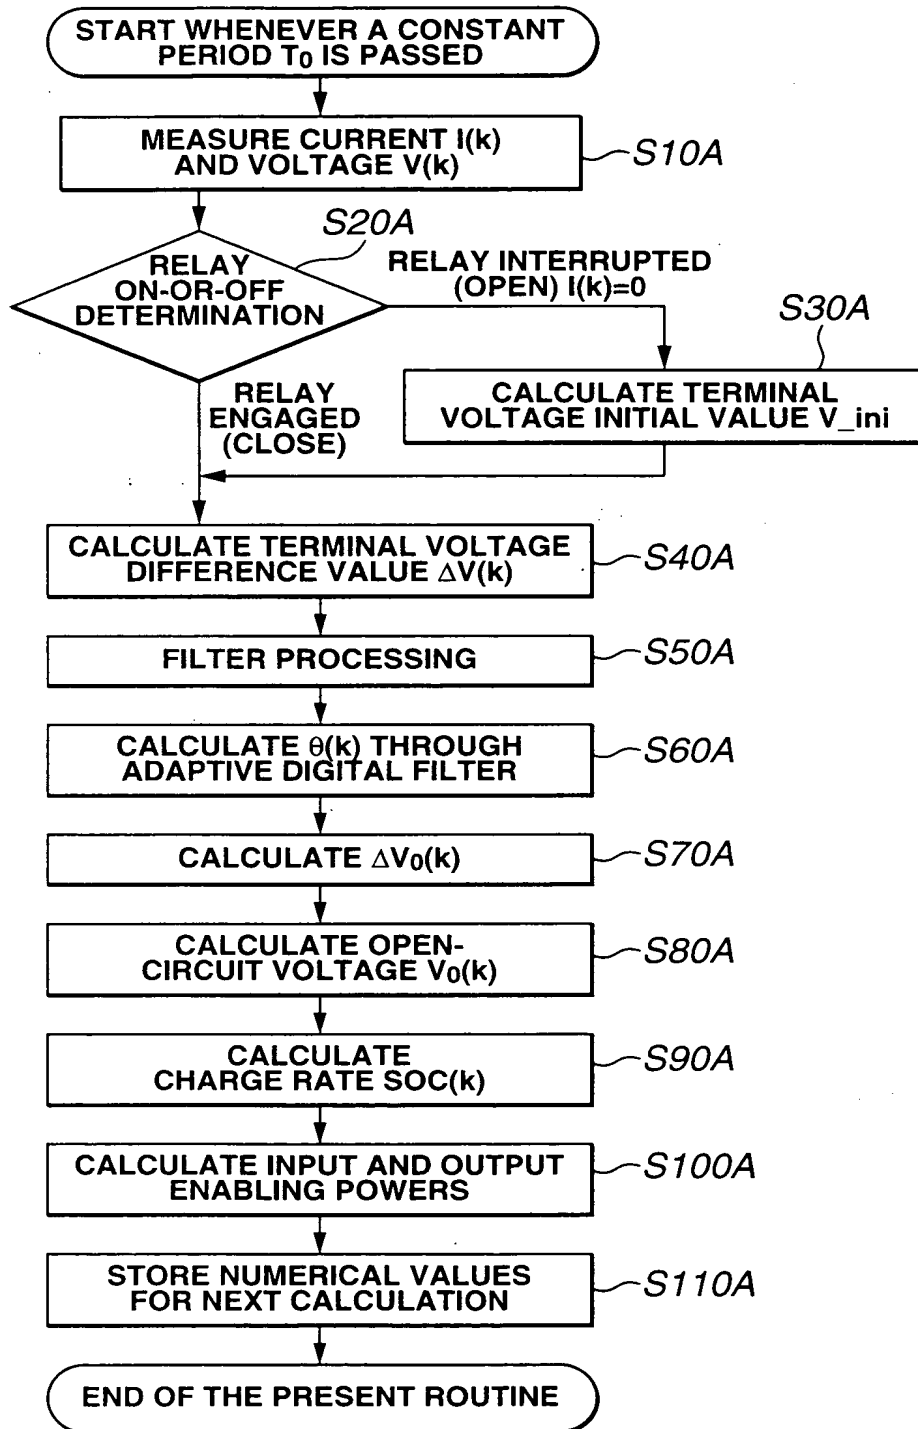 START WHENEVER A CONSTANT
PERIOD T0 IS PASSED
MEASURE CURRENT I(k)
AND VOLTAGE V(k)
S10A
S20A
RELAY
ON-OR-OFF
DETERMINATION
RELAY INTERRUPTED
(OPEN) I(k)=0
S30A
CALCULATE TERMINAL
VOLTAGE INITIAL VALUE V_ini
RELAY
ENGAGED
(CLOSE)
CALCULATE TERMINAL VOLTAGE
DIFFERENCE VALUE ΔV(k)
S40A
FILTER PROCESSING
S50A
CALCULATE θ(k) THROUGH
ADAPTIVE DIGITAL FILTER
S60A
CALCULATE ΔV0(k)
S70A
CALCULATE OPEN-
CIRCUIT VOLTAGE V0(k)
S80A
CALCULATE
CHARGE RATE SOC(k)
S90A
CALCULATE INPUT AND OUTPUT
ENABLING POWERS
S100A
STORE NUMERICAL VALUES
FOR NEXT CALCULATION
S110A
END OF THE PRESENT ROUTINE